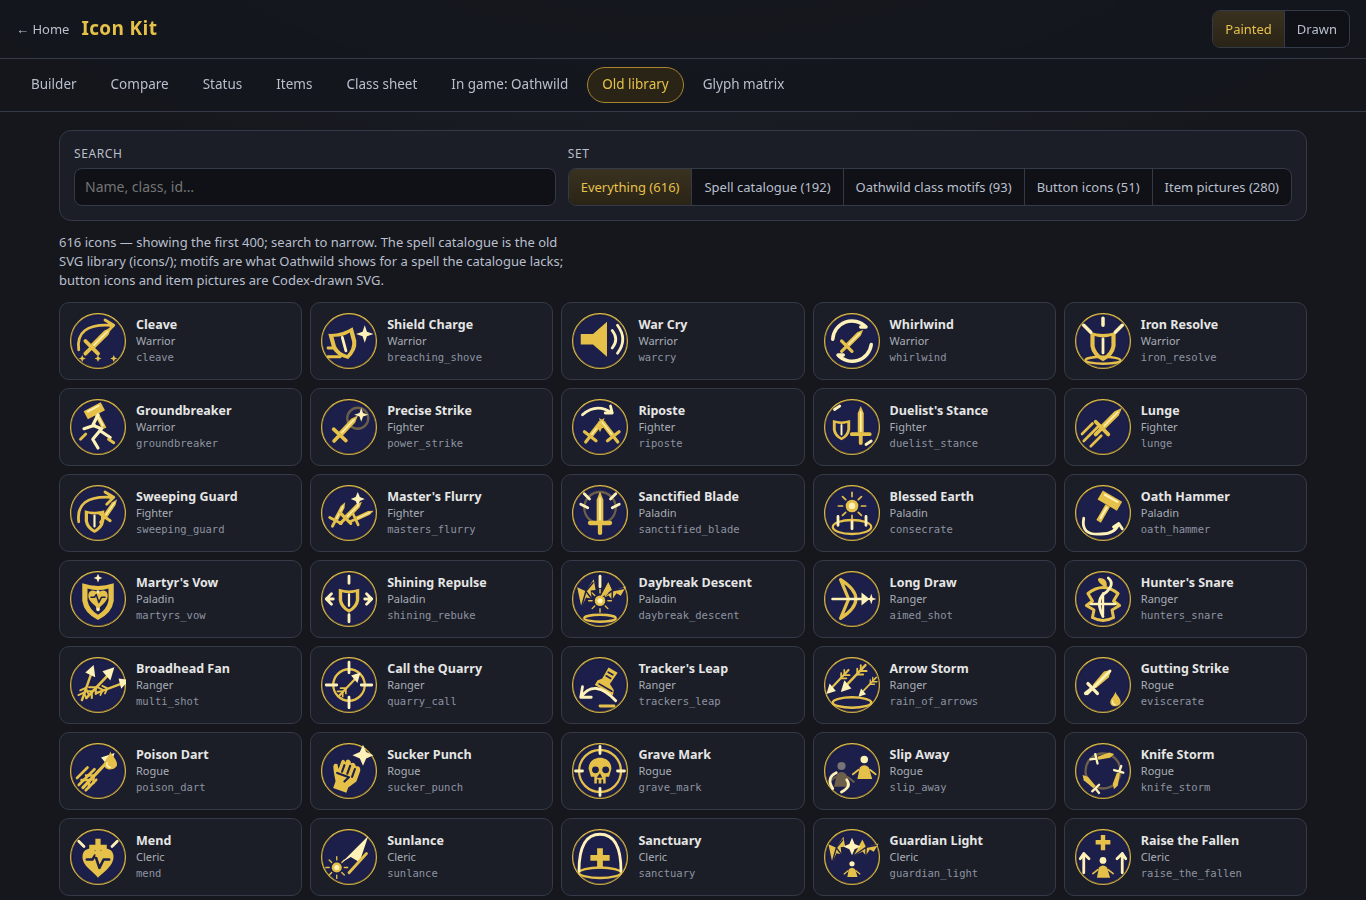 ← Home Icon Kit Painted Drawn
Builder Compare Status Items Class sheet In game: Oathwild Old library Glyph matrix
SEARCH SET
Name, class, id... Everything (616) Spell catalogue (192) Oathwild class motifs (93) Button icons (51) Item pictures (280)
616 icons — showing the first 400; search to narrow. The spell catalogue is the old
SVG library (icons/); motifs are what Oathwild shows for a spell the catalogue lacks;
button icons and item pictures are Codex-drawn SVG.
Cleave
Warrior
cleave
Shield Charge
Warrior
breaching_shove
War Cry
Warrior
warcry
Whirlwind
Warrior
whirlwind
Iron Resolve
Warrior
iron_resolve
Groundbreaker
Warrior
groundbreaker
Precise Strike
Fighter
power_strike
Riposte
Fighter
riposte
Duelist's Stance
Fighter
duelist_stance
Lunge
Fighter
lunge
Sweeping Guard
Fighter
sweeping_guard
Master's Flurry
Fighter
masters_flurry
Sanctified Blade
Paladin
sanctified_blade
Blessed Earth
Paladin
consecrate
Oath Hammer
Paladin
oath_hammer
Martyr's Vow
Paladin
martyrs_vow
Shining Repulse
Paladin
shining_rebuke
Daybreak Descent
Paladin
daybreak_descent
Long Draw
Ranger
aimed_shot
Hunter's Snare
Ranger
hunters_snare
Broadhead Fan
Ranger
multi_shot
Call the Quarry
Ranger
quarry_call
Tracker's Leap
Ranger
trackers_leap
Arrow Storm
Ranger
rain_of_arrows
Gutting Strike
Rogue
eviscerate
Poison Dart
Rogue
poison_dart
Sucker Punch
Rogue
sucker_punch
Grave Mark
Rogue
grave_mark
Slip Away
Rogue
slip_away
Knife Storm
Rogue
knife_storm
Mend
Cleric
mend
Sunlance
Cleric
sunlance
Sanctuary
Cleric
sanctuary
Guardian Light
Cleric
guardian_light
Raise the Fallen
Cleric
raise_the_fallen